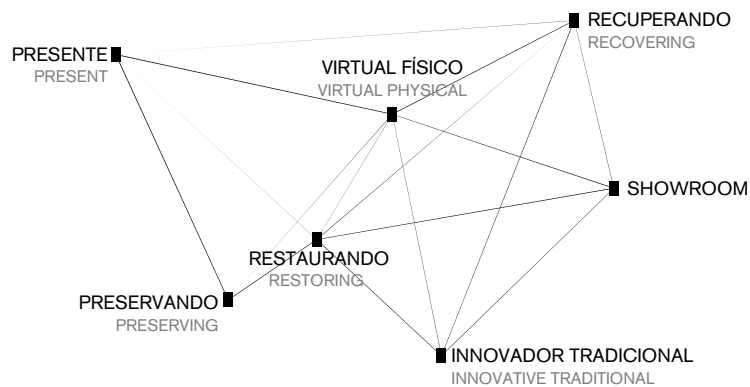 RECUPERANDO
RECOVERING
PRESENTE
PRESENT
VIRTUAL FÍSICO
VIRTUAL PHYSICAL
SHOWROOM
RESTAURANDO
RESTORING
PRESERVANDO
PRESERVING
INNOVADOR TRADICIONAL
INNOVATIVE TRADITIONAL